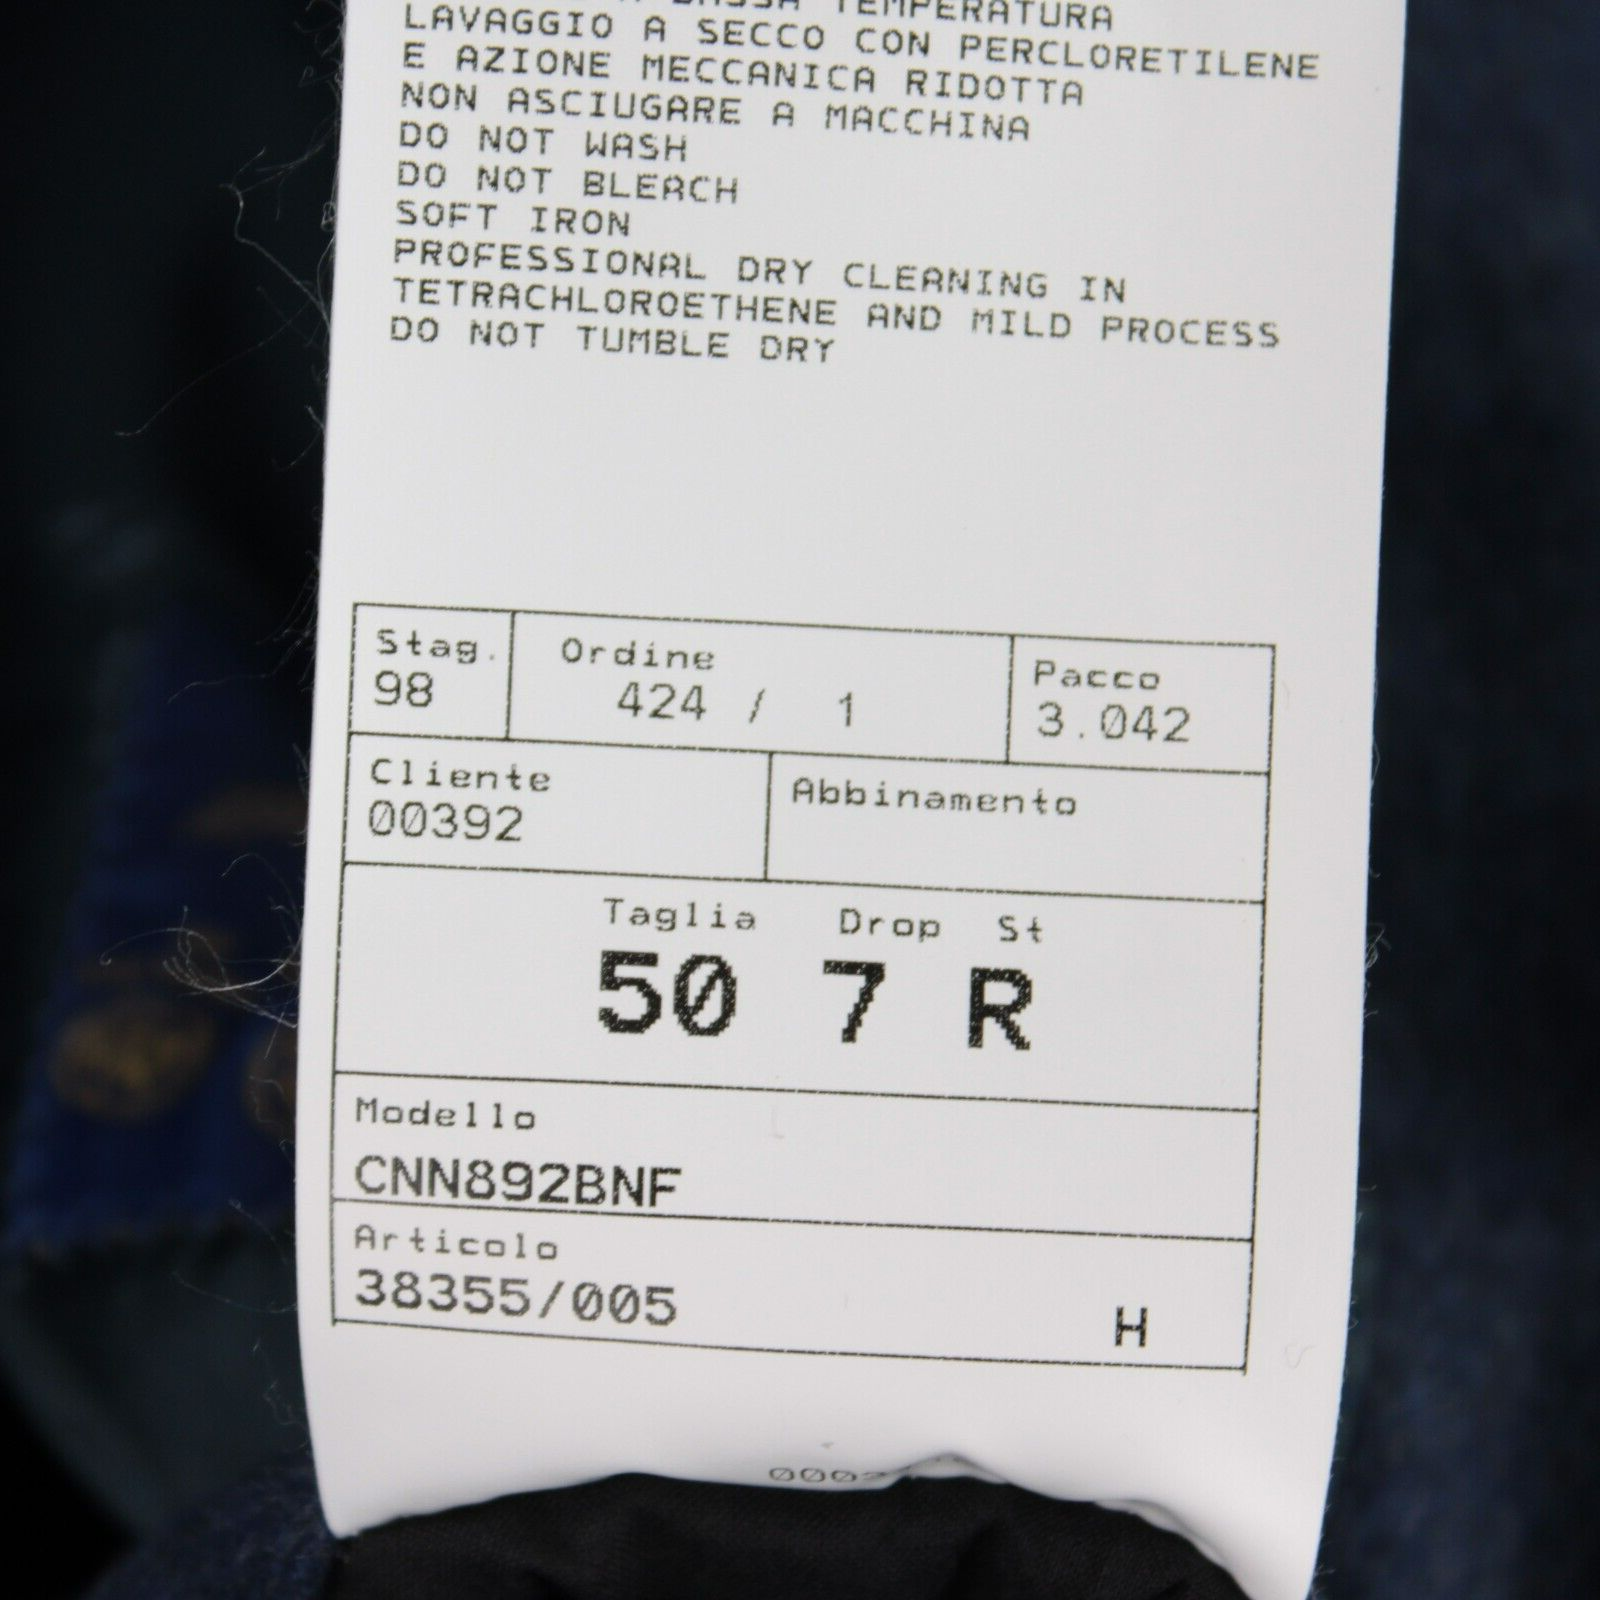 A BASSA TEMPERATURA
LAVAGGIO A SECCO CON PERCLORETILENE
E AZIONE MECCANICA RIDOTTA
NON ASCIUGARE A MACCHINA
DO NOT WASH
DO NOT BLEACH
SOFT IRON
PROFESSIONAL DRY CLEANING IN
TETRACHLOROETHENE AND MILD PROCESS
DO NOT TUMBLE DRY
Stag. Ordine Pacco
98 424 / 1 3.042
Cliente Abbinamento
00392
Taglia Drop St
50 7 R
Modello
CNN892BNF
Articolo
38355/005 H